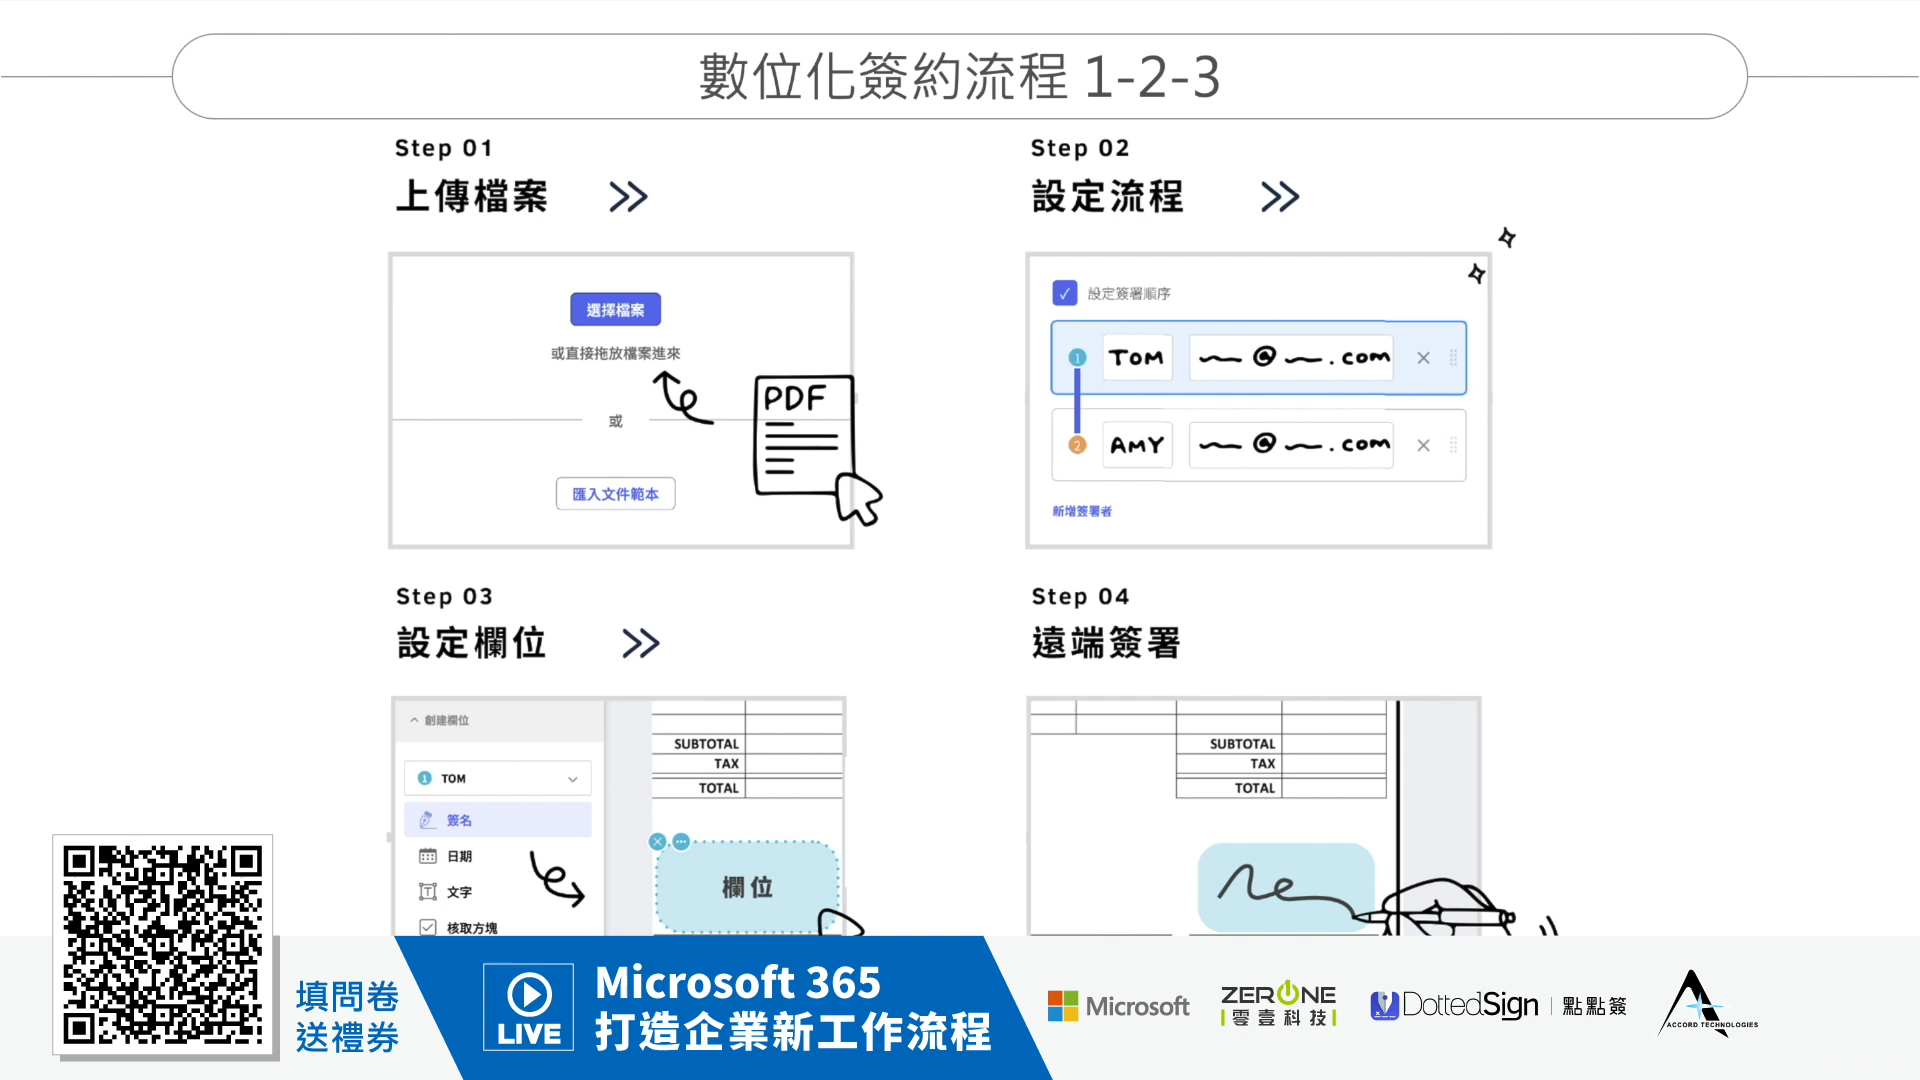 數位化簽約流程 1-2-3
Step 01
上傳檔案
選擇檔案
或直接拖放檔案進來
或
匯入文件範本
PDF
Step 02
設定流程
設定簽署順序
1 TOM @ .com
2 AMY @ .com
新增簽署者
Step 03
設定欄位
創建欄位
1 TOM
簽名
日期
文字
核取方塊
SUBTOTAL
TAX
TOTAL
欄位
Step 04
遠端簽署
SUBTOTAL
TAX
TOTAL
填問卷
送禮券
LIVE
Microsoft 365
打造企業新工作流程
Microsoft
ZERONE
零壹科技
DottedSign | 點點簽
ACCORD TECHNOLOGIES